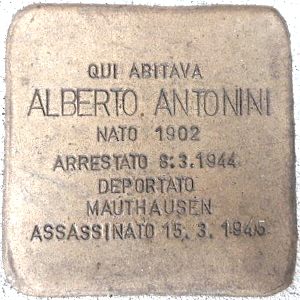 QUI ABITAVA
ALBERTO ANTONINI
NATO 1902
ARRESTATO 8.3.1944
DEPORTATO
MAUTHAUSEN
ASSASSINATO 15.3.1945